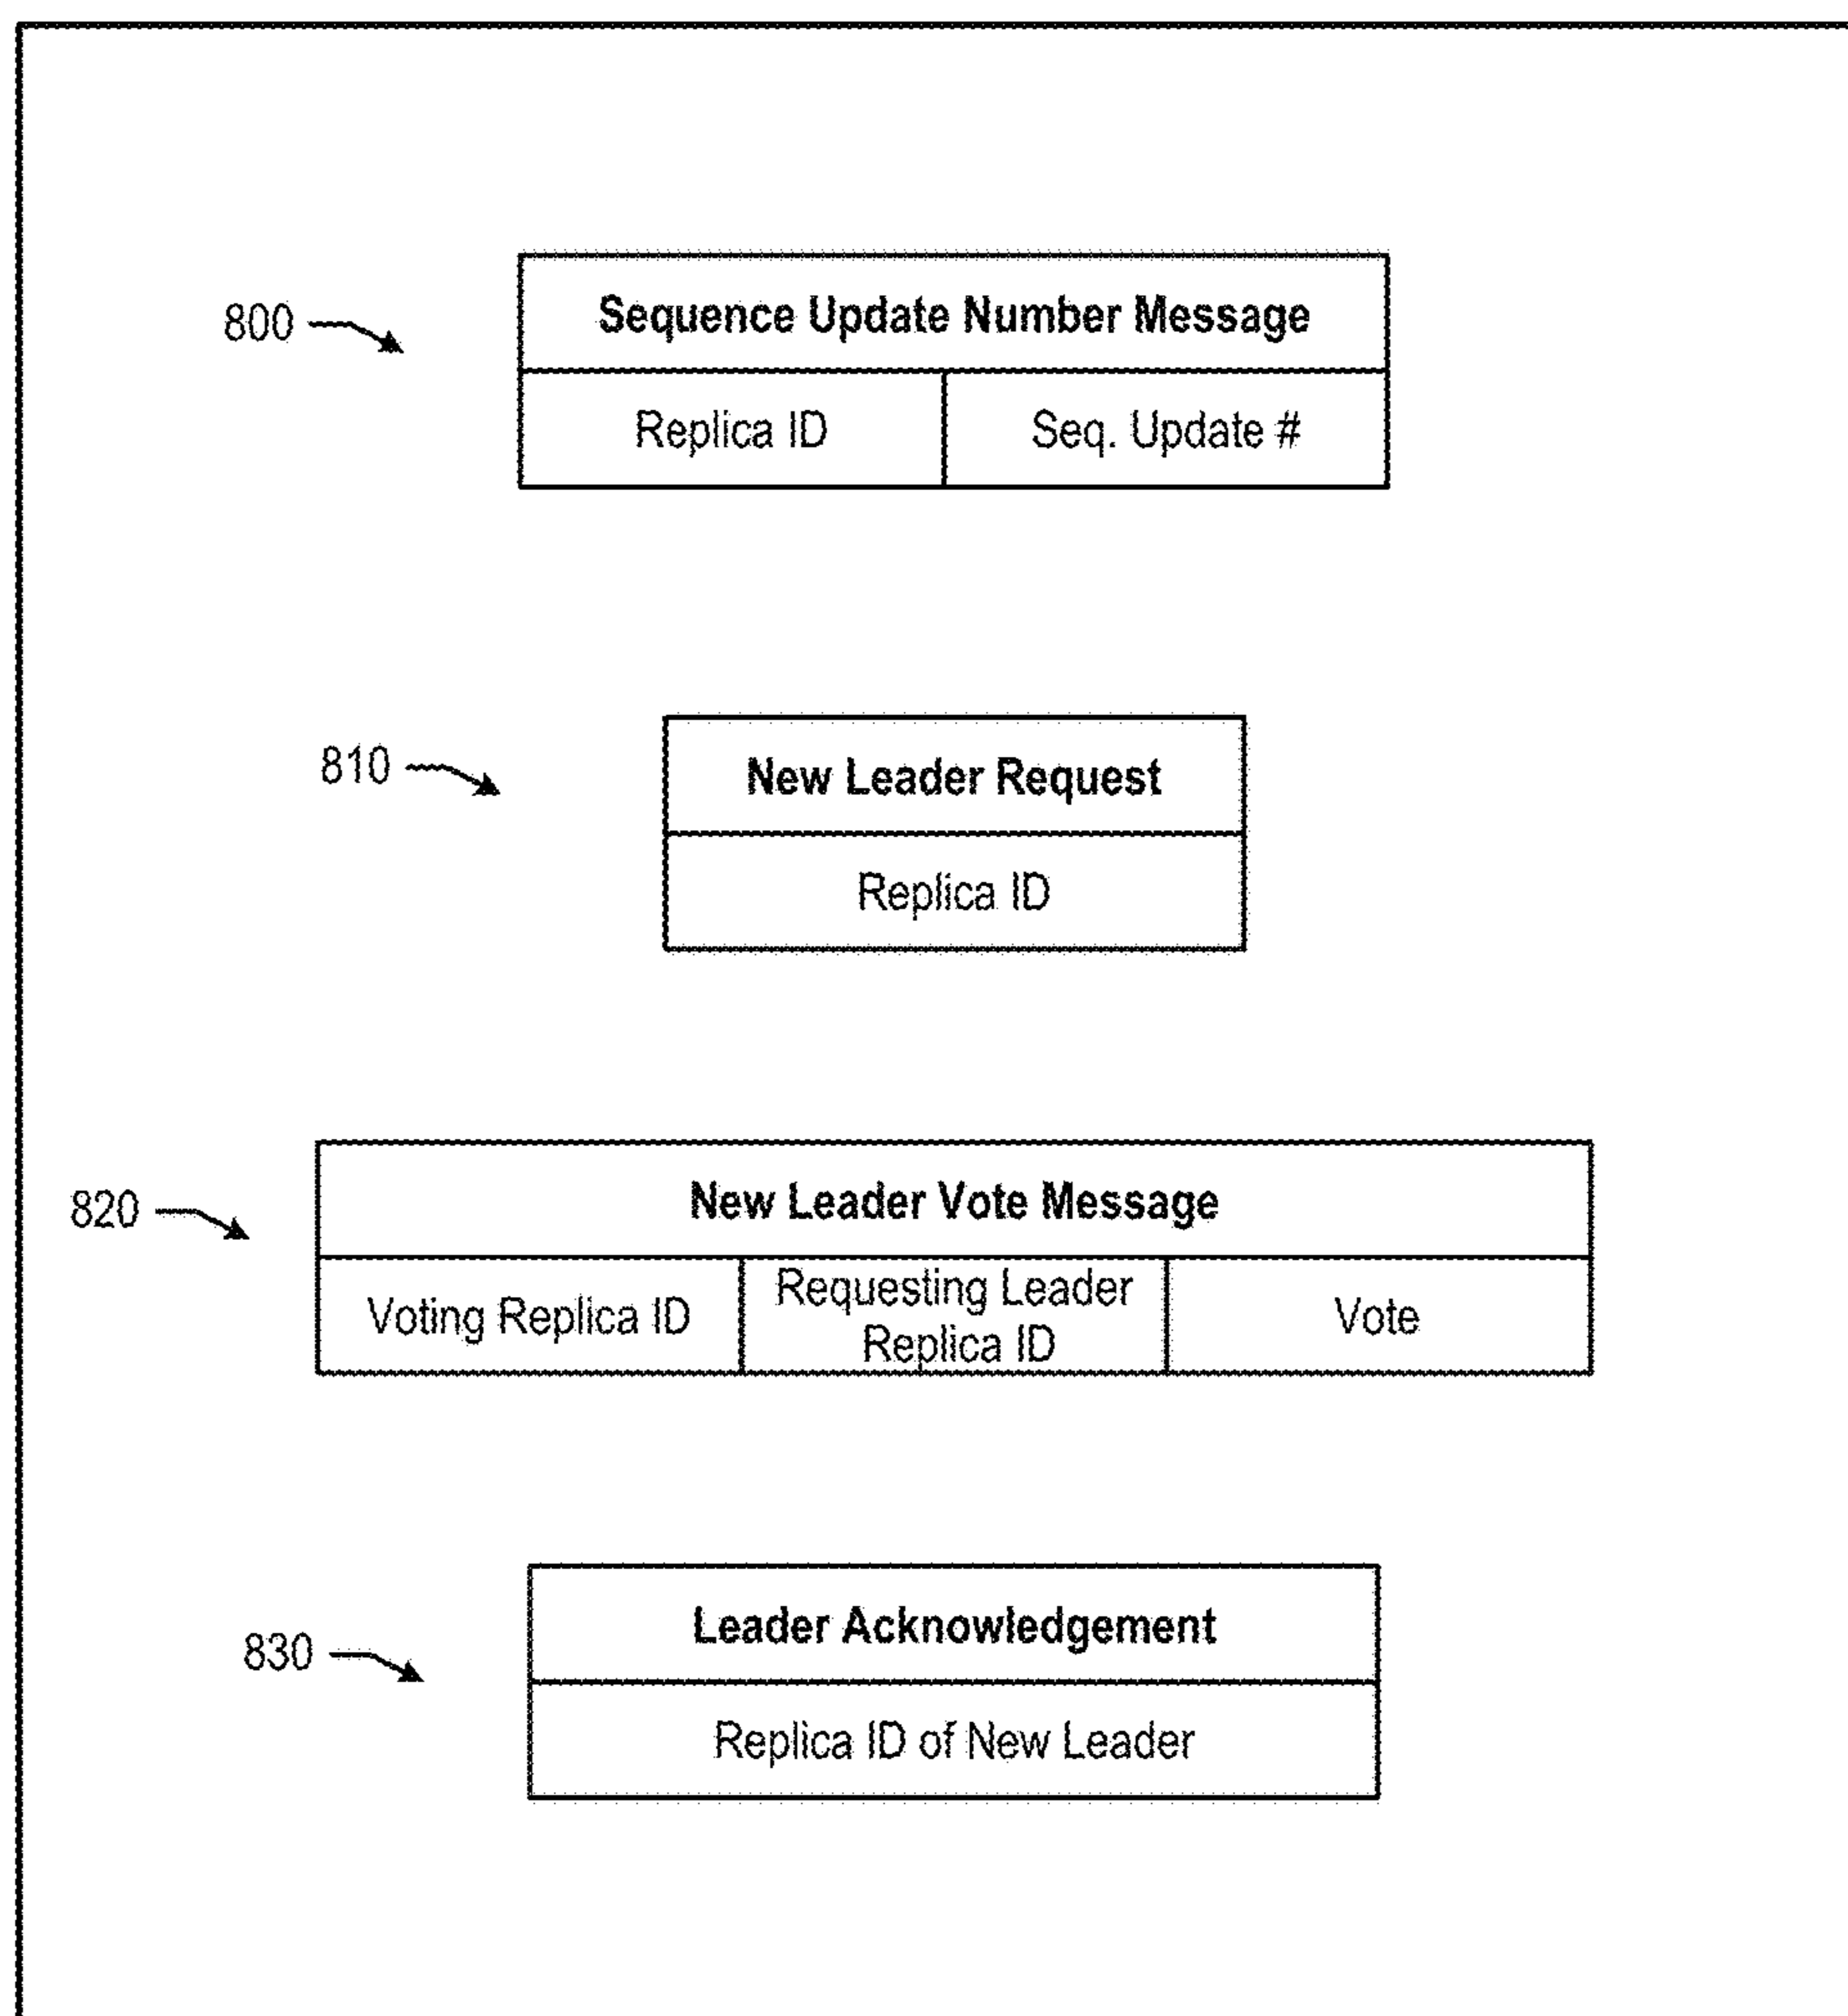 800
Sequence Update Number Message
Replica ID
Seq. Update #
810
New Leader Request
Replica ID
820
New Leader Vote Message
Voting Replica ID
Requesting Leader
Replica ID
Vote
830
Leader Acknowledgement
Replica ID of New Leader